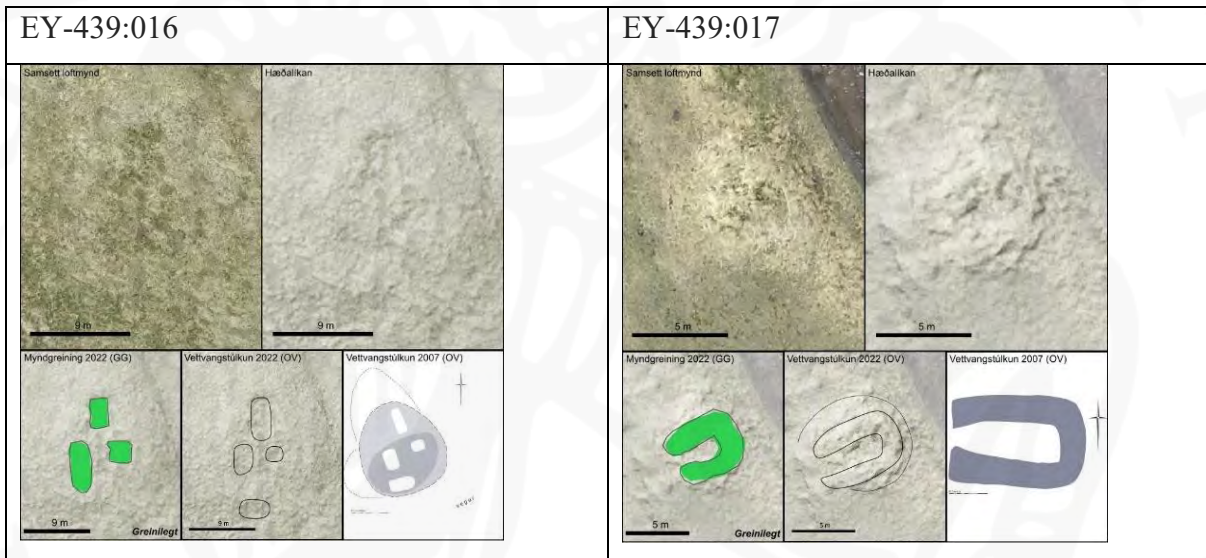 EY-439:016
EY-439:017
Samsett loftmynd
Hæðalíkan
9 m
9 m
Samsett loftmynd
Hæðalíkan
5 m
5 m
Myndgreining 2022 (GG)
Vettvangstúlkun 2022 (OV)
Vettvangstúlkun 2007 (OV)
9 m
Greinilegt
9 m
vegur
Myndgreining 2022 (GG)
Vettvangstúlkun 2022 (OV)
Vettvangstúlkun 2007 (OV)
5 m
Greinilegt
5 m